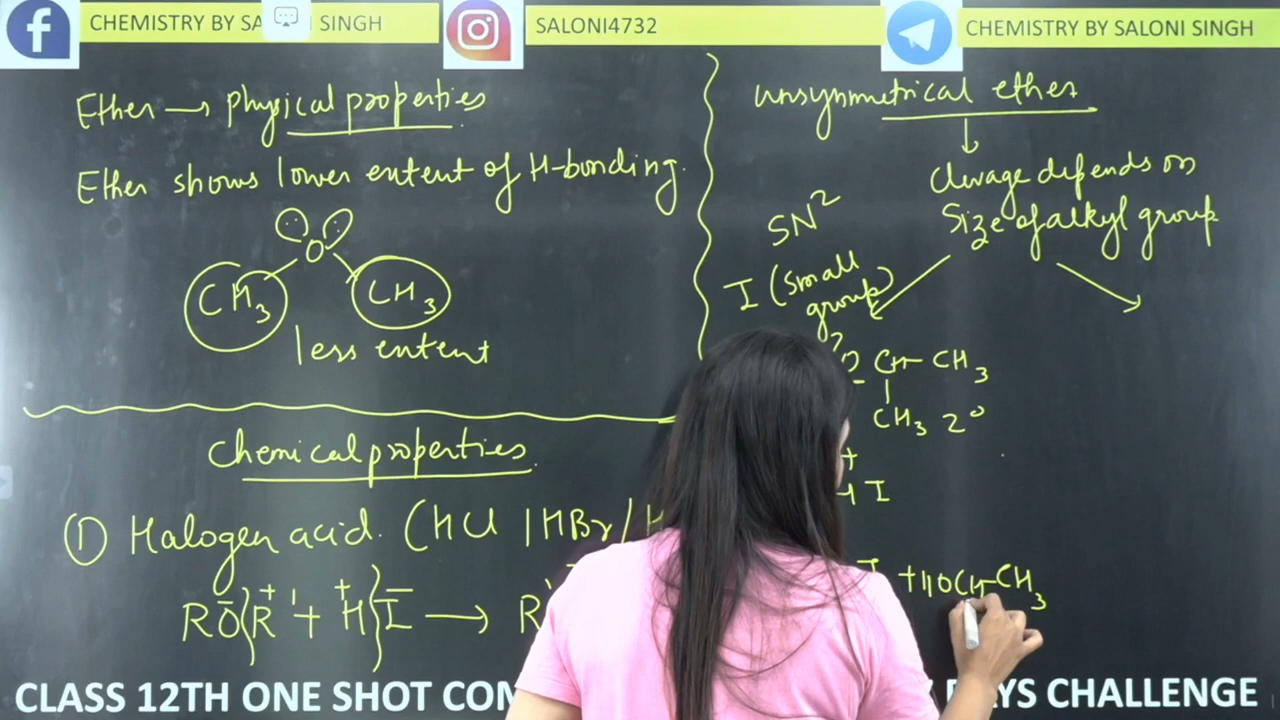 CHEMISTRY BY SA SINGH
SALONI4732
CHEMISTRY BY SALONI SINGH
Ether → physical properties
Ether shows lower extent of H-bonding.
O
CH3 CH3
less extent
Chemical properties
① Halogen acid. (HCl | HBr / H
RO⁻ R⁺ ' + H⁺ I⁻ → R'
unsymmetrical ether
↓
Clevage depends on
Size of alkyl group
SN2
I (Small
group)
CH - CH3
CH3 2°
+
I
I + HOCH - CH3
CLASS 12TH ONE SHOT COM YS CHALLENGE